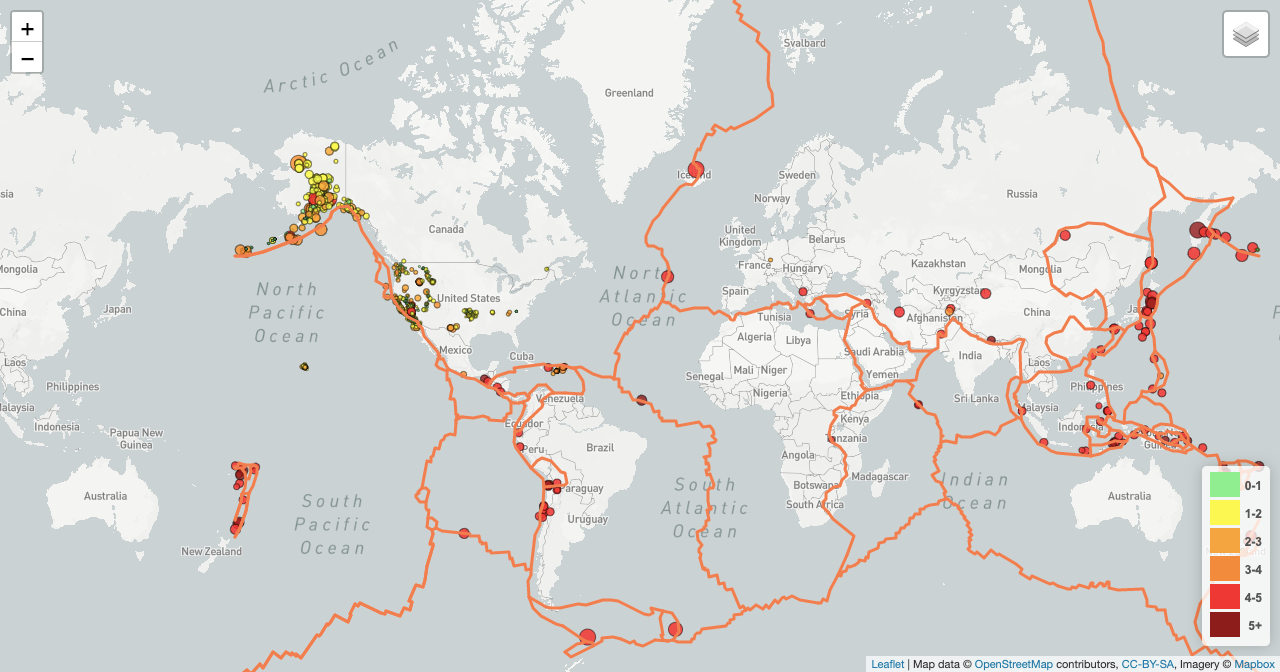 +
−
Arctic Ocean
Svalbard
Greenland
Iceland
Sweden
Norway
Russia
sia
Canada
United
Kingdom
Belarus
France
Hungary
Kazakhstan
Mongolia
Mongolia
North
Pacific
Ocean
North
Atlantic
Ocean
United States
Spain
Kyrgyzstan
China
China
Japan
Tunisia
Syria
Afghanistan
Algeria
Libya
Mexico
Cuba
Saudi Arabia
India
Laos
Laos
Mali
Niger
Senegal
Yemen
Philippines
Philippines
Nigeria
Ethiopia
Sri Lanka
Venezuela
Malaysia
alaysia
Indonesia
Papua New
Guinea
Ecuador
Kenya
Tanzania
Peru
Brazil
Angola
Madagascar
Botswana
South Africa
Paraguay
Uruguay
Australia
Australia
South
Pacific
Ocean
South
Atlantic
Ocean
Indian
Ocean
New Zealand
0-1
1-2
2-3
3-4
4-5
5+
Leaflet | Map data © OpenStreetMap contributors, CC-BY-SA, Imagery © Mapbox